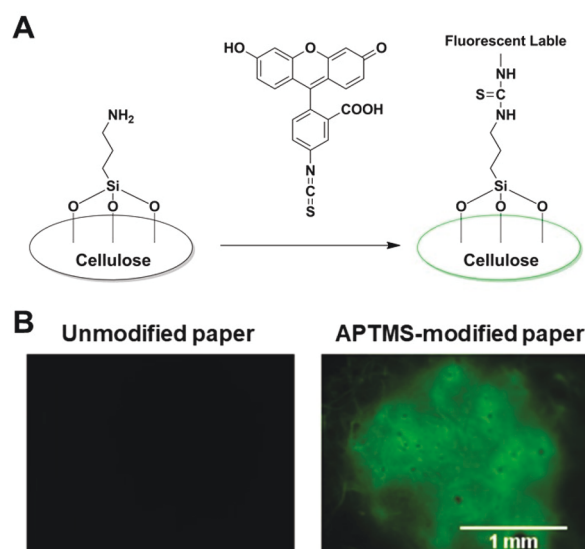 A
HO
O
O
COOH
N
C
S
NH2
Si
O
O
O
Cellulose
Fluorescent Lable
NH
S=C
NH
Si
O
O
O
Cellulose
B
Unmodified paper
APTMS-modified paper
1 mm